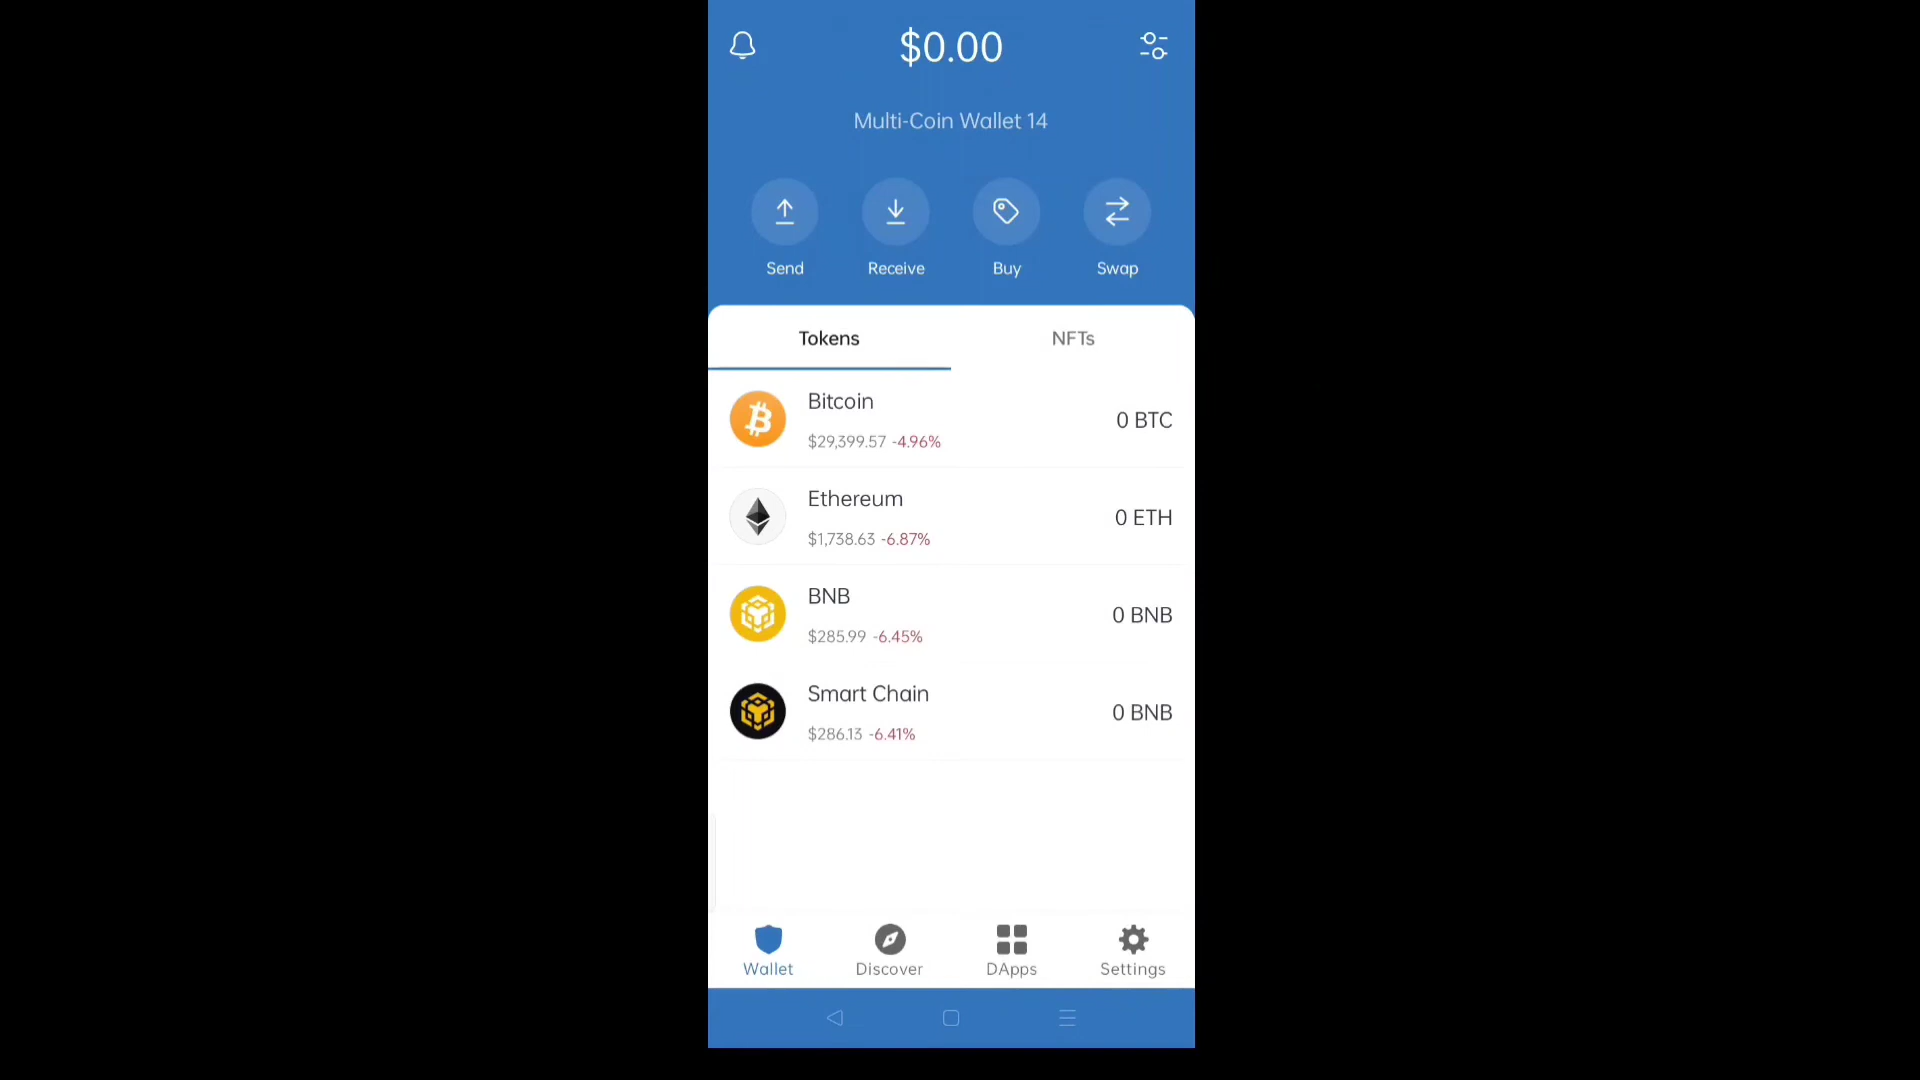 $0.00
Multi-Coin Wallet 14
Send Receive Buy Swap
Tokens NFTs
Bitcoin
0 BTC
$29,399.57 -4.96%
Ethereum
0 ETH
$1,738.63 -6.87%
BNB
0 BNB
$285.99 -6.45%
Smart Chain
0 BNB
$286.13 -6.41%
Wallet Discover DApps Settings